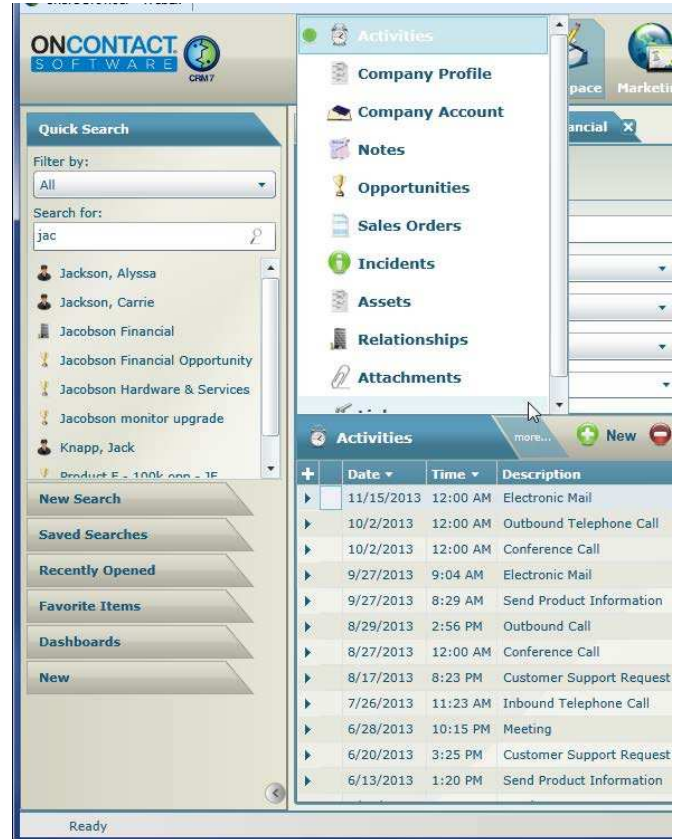 ONCONTACT
SOFTWARE
CRM 7
Activities
Company Profile
Company Account
Notes
Opportunities
Sales Orders
Incidents
Assets
Relationships
Attachments
pace
Marketin
ancial X
Quick Search
Filter by:
All
Search for:
jac
Jackson, Alyssa
Jackson, Carrie
Jacobson Financial
Jacobson Financial Opportunity
Jacobson Hardware & Services
Jacobson monitor upgrade
Knapp, Jack
Product E - 100k opp - JE
New Search
Saved Searches
Recently Opened
Favorite Items
Dashboards
New
Activities more... New
+ Date Time Description
11/15/2013 12:00 AM Electronic Mail
10/2/2013 12:00 AM Outbound Telephone Call
10/2/2013 12:00 AM Conference Call
9/27/2013 9:04 AM Electronic Mail
9/27/2013 8:29 AM Send Product Information
8/29/2013 2:56 PM Outbound Call
8/27/2013 12:00 AM Conference Call
8/17/2013 8:23 PM Customer Support Request
7/26/2013 11:23 AM Inbound Telephone Call
6/28/2013 10:15 PM Meeting
6/20/2013 3:25 PM Customer Support Request
6/13/2013 1:20 PM Send Product Information
Ready